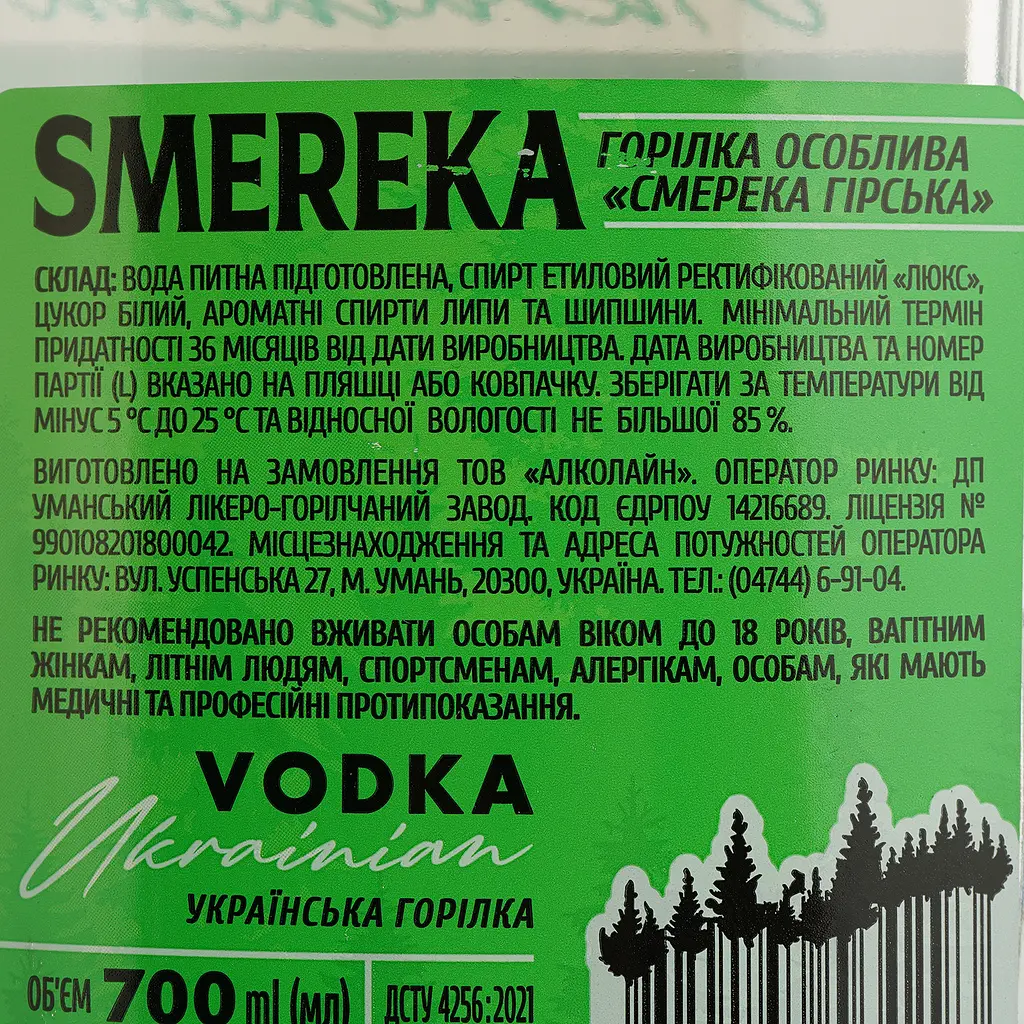 SMEREKA
ГОРІЛКА ОСОБЛИВА
«СМЕРЕКА ГІРСЬКА»
СКЛАД: ВОДА ПИТНА ПІДГОТОВЛЕНА, СПИРТ ЕТИЛОВИЙ РЕКТИФІКОВАНИЙ «ЛЮКС»,
ЦУКОР БІЛИЙ, АРОМАТНІ СПИРТИ ЛИПИ ТА ШИПШИНИ. МІНІМАЛЬНИЙ ТЕРМІН
ПРИДАТНОСТІ 36 МІСЯЦІВ ВІД ДАТИ ВИРОБНИЦТВА. ДАТА ВИРОБНИЦТВА ТА НОМЕР
ПАРТІЇ (L) ВКАЗАНО НА ПЛЯШЦІ АБО КОВПАЧКУ. ЗБЕРІГАТИ ЗА ТЕМПЕРАТУРИ ВІД
МІНУС 5 °С ДО 25 °С ТА ВІДНОСНОЇ ВОЛОГОСТІ НЕ БІЛЬШОЇ 85 %.
ВИГОТОВЛЕНО НА ЗАМОВЛЕННЯ ТОВ «АЛКОЛАЙН». ОПЕРАТОР РИНКУ: ДП
УМАНСЬКИЙ ЛІКЕРО-ГОРІЛЧАНИЙ ЗАВОД. КОД ЄДРПОУ 14216689. ЛІЦЕНЗІЯ №
990108201800042. МІСЦЕЗНАХОДЖЕННЯ ТА АДРЕСА ПОТУЖНОСТЕЙ ОПЕРАТОРА
РИНКУ: ВУЛ. УСПЕНСЬКА 27, М. УМАНЬ, 20300, УКРАЇНА. ТЕЛ.: (04744) 6-91-04.
НЕ РЕКОМЕНДОВАНО ВЖИВАТИ ОСОБАМ ВІКОМ ДО 18 РОКІВ, ВАГІТНИМ
ЖІНКАМ, ЛІТНІМ ЛЮДЯМ, СПОРТСМЕНАМ, АЛЕРГІКАМ, ОСОБАМ, ЯКІ МАЮТЬ
МЕДИЧНІ ТА ПРОФЕСІЙНІ ПРОТИПОКАЗАННЯ.
VODKA
Ukrainian
УКРАЇНСЬКА ГОРІЛКА
ОБ'ЄМ 700 ml (мл)
ДСТУ 4256:2021